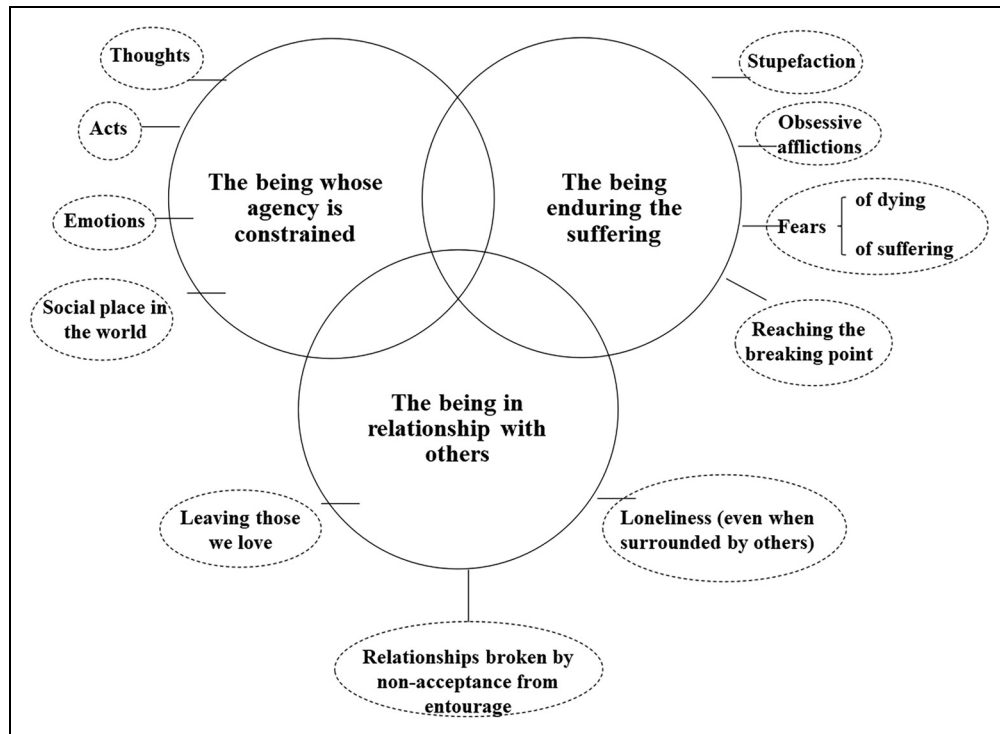 Thoughts
Acts
Emotions
Social place in
the world
The being whose
agency is
constrained
The being
enduring the
suffering
Stupefaction
Obsessive
afflictions
Fears
of dying
of suffering
Reaching the
breaking point
The being in
relationship with
others
Leaving those
we love
Loneliness (even when
surrounded by others)
Relationships broken by
non-acceptance from
entourage